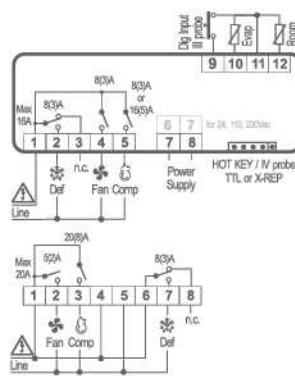 Dig Input
III probe
Evap
Room
9 10 11 12
8(3)A
8(3)A
or
16(5)A
Max
16A
8(3)A
1 2 3 4 5
6 7
for 24, 110, 230Vac
7 8
n.c.
Def
Fan Comp
Power
Supply
HOT KEY / IV probe
TTL or X-REP
Line
20(8)A
Max
20A
5(2)A
8(3)A
1 2 3 4 5 6 7 8
n.c.
Fan Comp
Def
Line